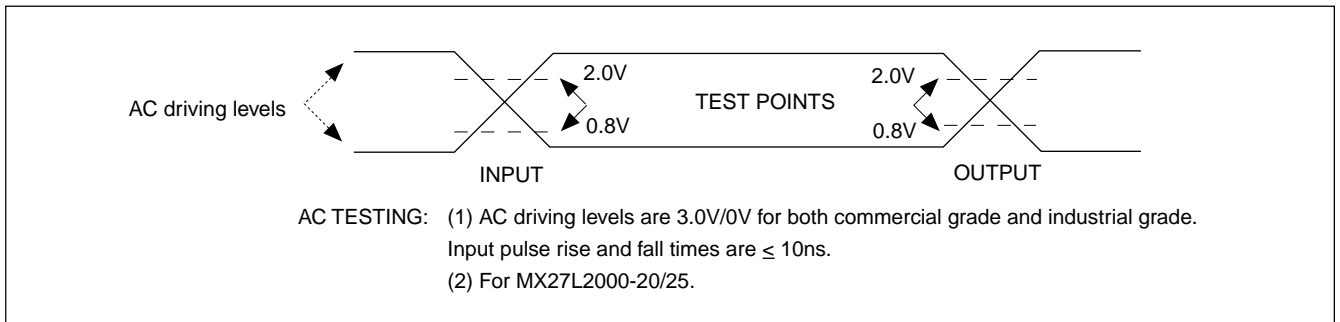 2.0V
2.0V
AC driving levels
TEST POINTS
0.8V
0.8V
INPUT
OUTPUT
AC TESTING: (1) AC driving levels are 3.0V/0V for both commercial grade and industrial grade.
Input pulse rise and fall times are ≤ 10ns.
(2) For MX27L2000-20/25.